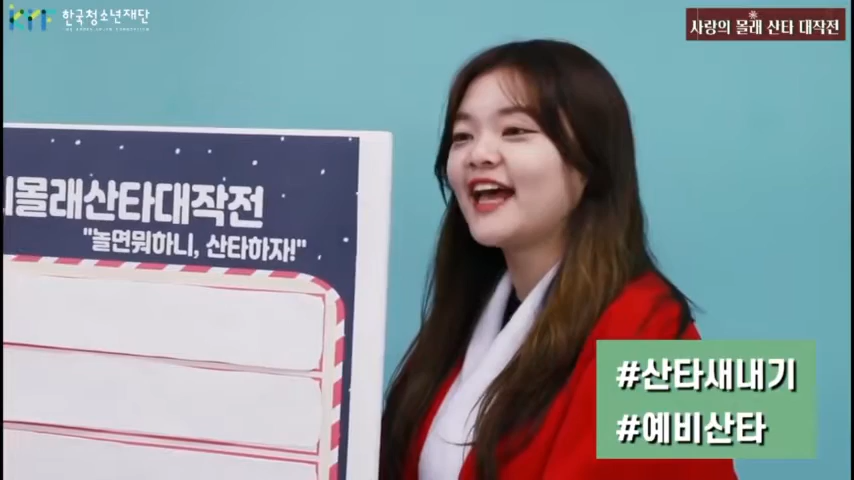 KYF 한국청소년재단
사랑의 몰래 산타 대작전
몰래산타대작전
"놀면뭐하니, 산타하자!"
#산타새내기
#예비산타